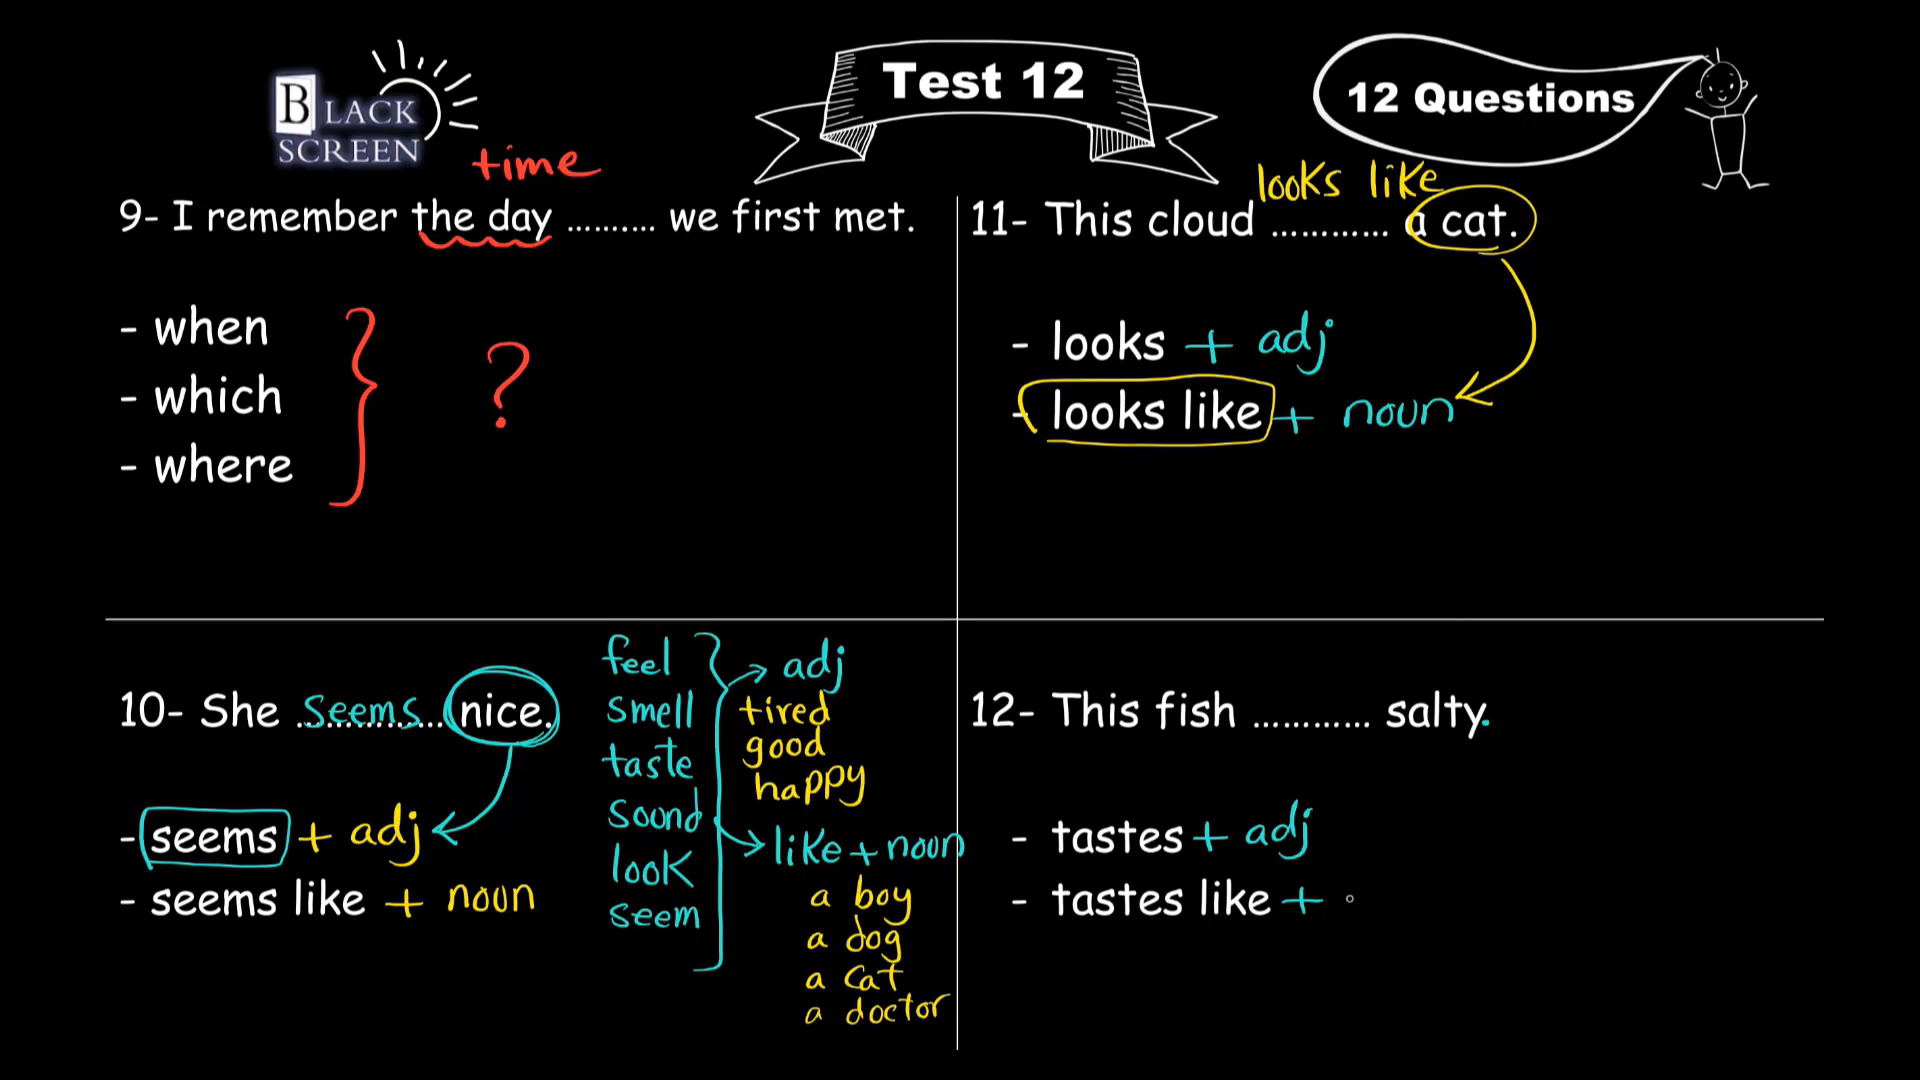 BLACK
SCREEN
Test 12
12 Questions
time
9- I remember the day .......... we first met.
- when
- which
- where
?
looks like
11- This cloud ............ a cat.
- looks + adj
- looks like + noun
10- She ...seems... nice.
- seems + adj
- seems like + noun
feel
smell
taste
sound
look
seem
adj
tired
good
happy
like + noun
a boy
a dog
a cat
a doctor
12- This fish ............ salty.
- tastes + adj
- tastes like +